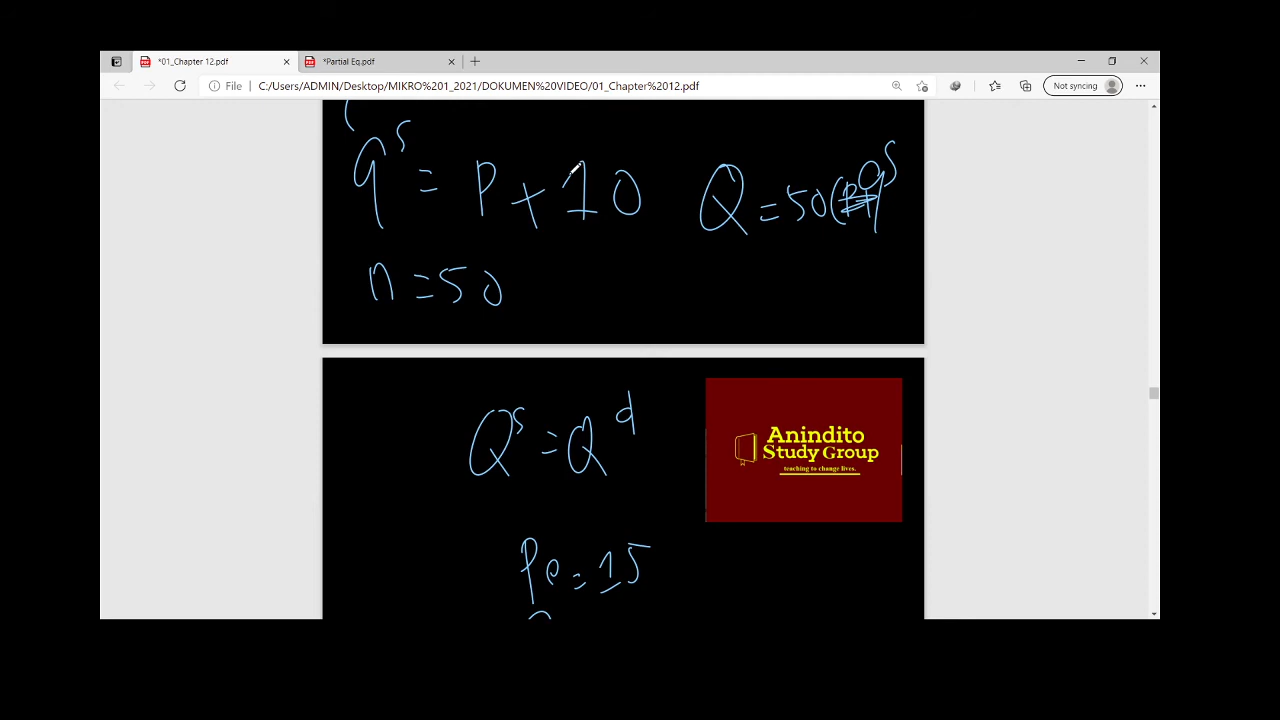 *01_Chapter 12.pdf
*Partial Eq.pdf
File
C:/Users/ADMIN/Desktop/MIKRO%201_2021/DOKUMEN%20VIDEO/01_Chapter%2012.pdf
Not syncing
q^s = P + 10
Q = 50(q^s
n = 50
Q^s = Q^d
Pe = 15
Anindito
Study Group
teaching to change lives.